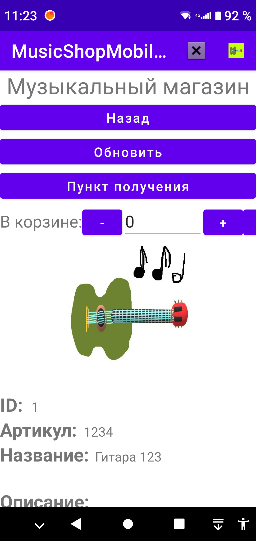 11:23 92 %
MusicShopMobil...
Музыкальный магазин
Назад
Обновить
Пункт получения
В корзине: - 0 +
ID: 1
Артикул: 1234
Название: Гитара 123
Описание: